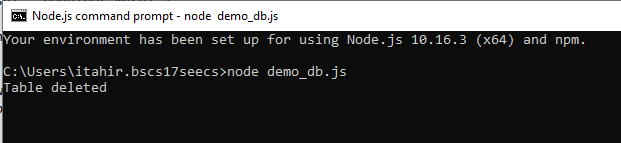 Node.js command prompt - node demo_db.js
Your environment has been set up for using Node.js 10.16.3 (x64) and npm.
C:\Users\itahir.bscs17seecs>node demo_db.js
Table deleted